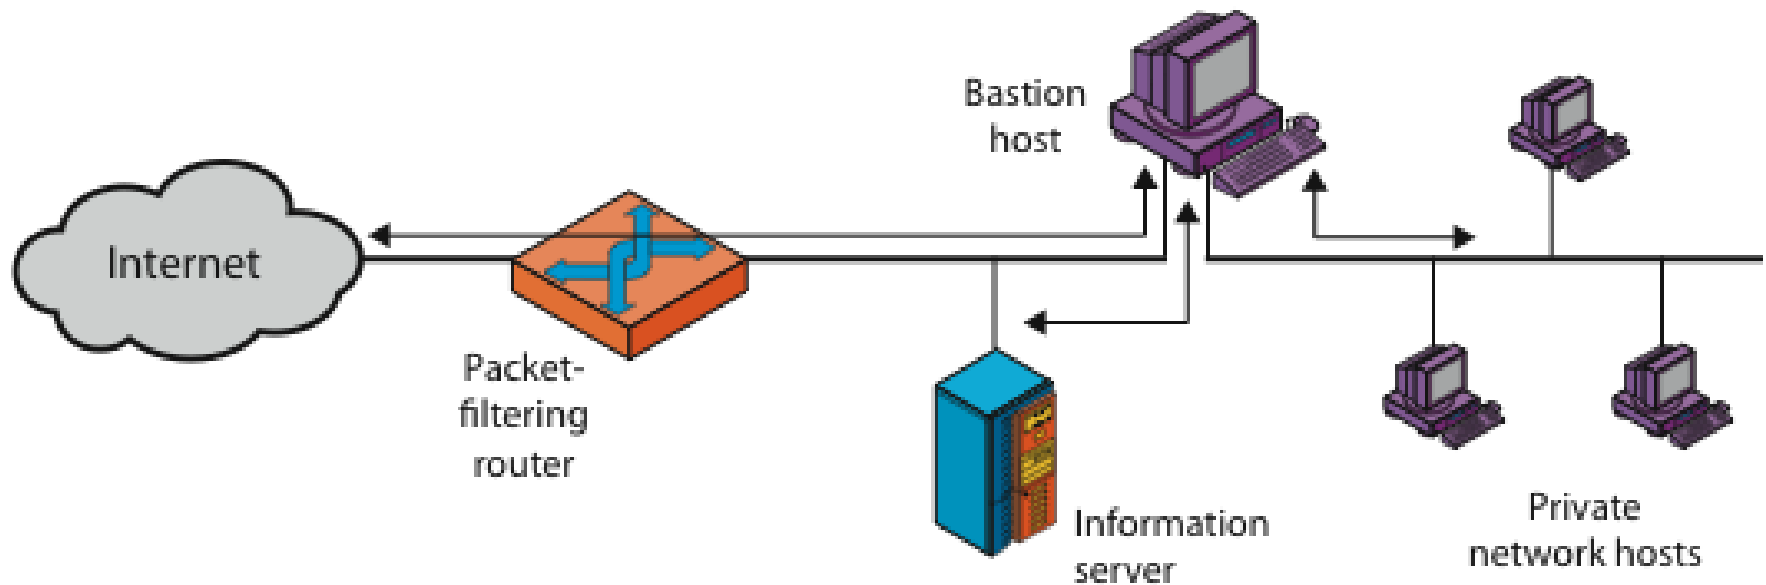 Bastion
host
Internet
Packet-
filtering
router
Information
server
Private
network hosts